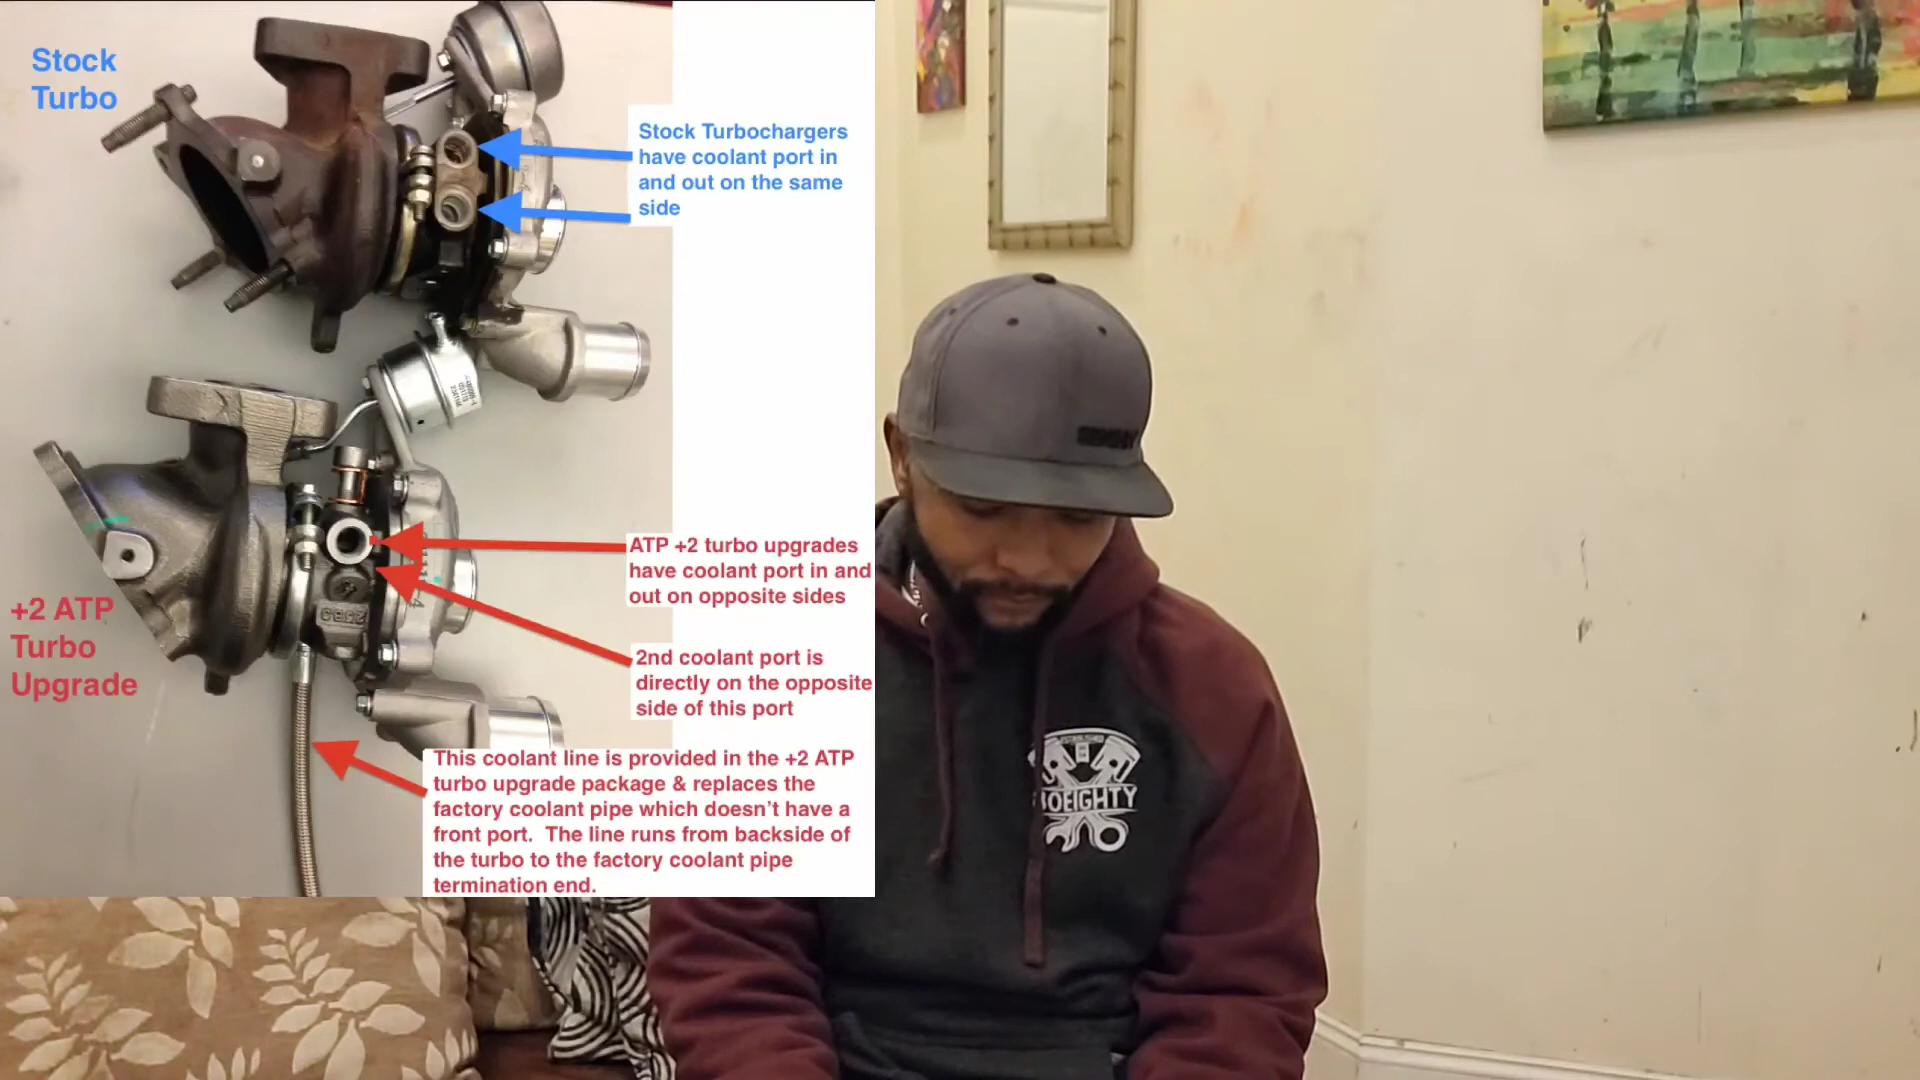 Stock
Turbo
Stock Turbochargers
have coolant port in
and out on the same
side
ATP +2 turbo upgrades
have coolant port in and
out on opposite sides
+2 ATP
Turbo
Upgrade
2nd coolant port is
directly on the opposite
side of this port
This coolant line is provided in the +2 ATP
turbo upgrade package & replaces the
factory coolant pipe which doesn’t have a
front port. The line runs from backside of
the turbo to the factory coolant pipe
termination end.
OEIGHTY